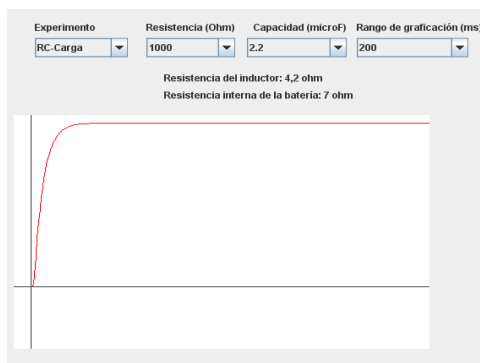 Experimento Resistencia (Ohm) Capacidad (microF) Rango de graficación (ms)
RC-Carga 1000 2.2 200
Resistencia del inductor: 4,2 ohm
Resistencia interna de la batería: 7 ohm